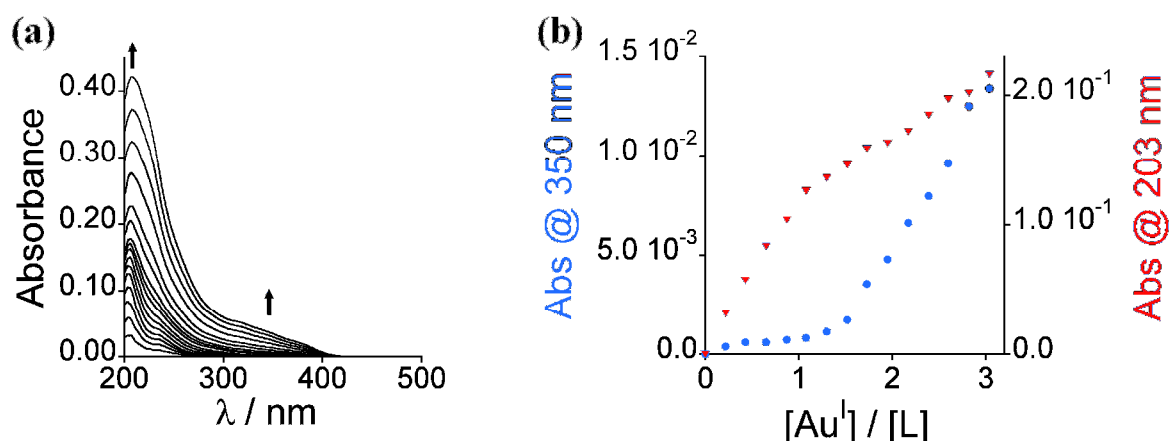 (a)
Absorbance
0.40
0.30
0.20
0.10
0.00
200
300
400
500
λ / nm
(b)
Abs @ 350 nm
1.5 10⁻²
1.0 10⁻²
5.0 10⁻³
0.0
0
1
2
3
[Auᴵ] / [L]
2.0 10⁻¹
1.0 10⁻¹
0.0
Abs @ 203 nm